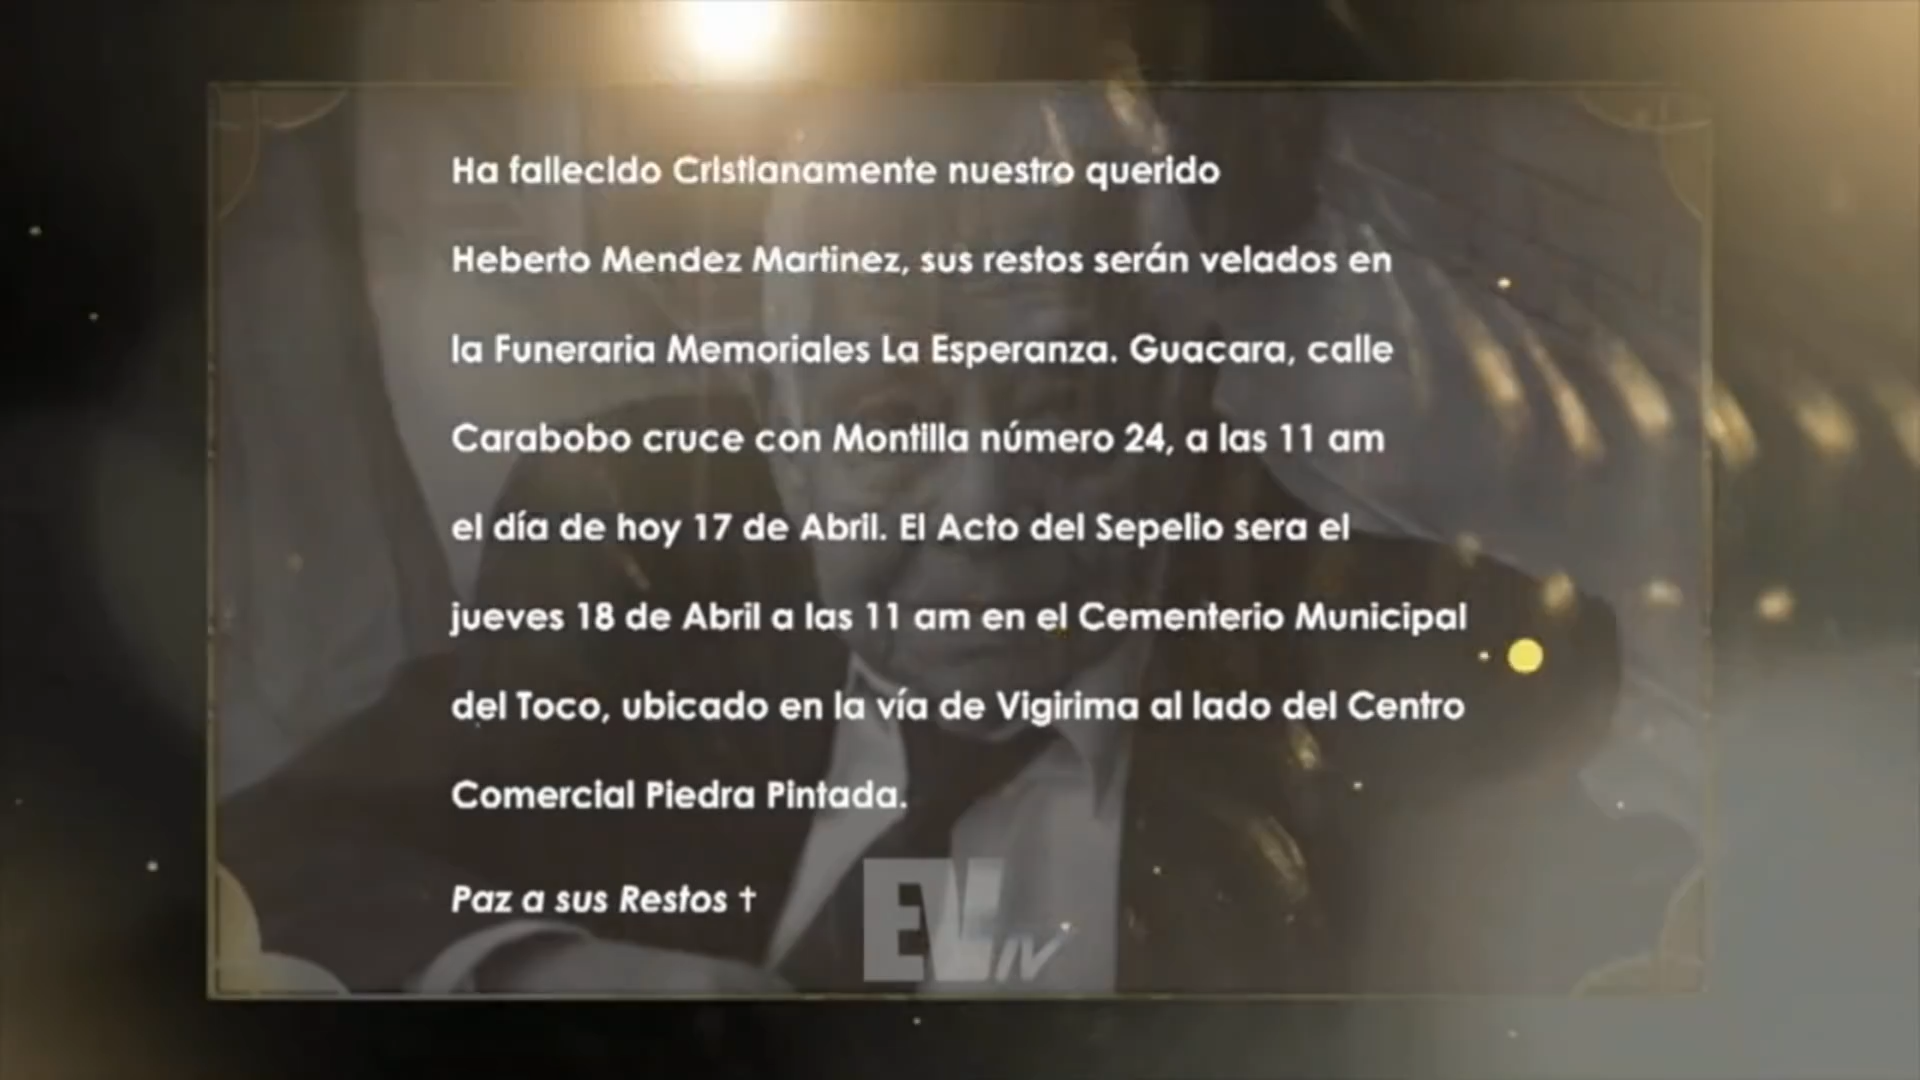 Ha fallecido Cristianamente nuestro querido
Heberto Mendez Martinez, sus restos serán velados en
la Funeraria Memoriales La Esperanza. Guacara, calle
Carabobo cruce con Montilla número 24, a las 11 am
el día de hoy 17 de Abril. El Acto del Sepelio sera el
jueves 18 de Abril a las 11 am en el Cementerio Municipal
del Toco, ubicado en la vía de Vigirima al lado del Centro
Comercial Piedra Pintada.
Paz a sus Restos †
EVTV